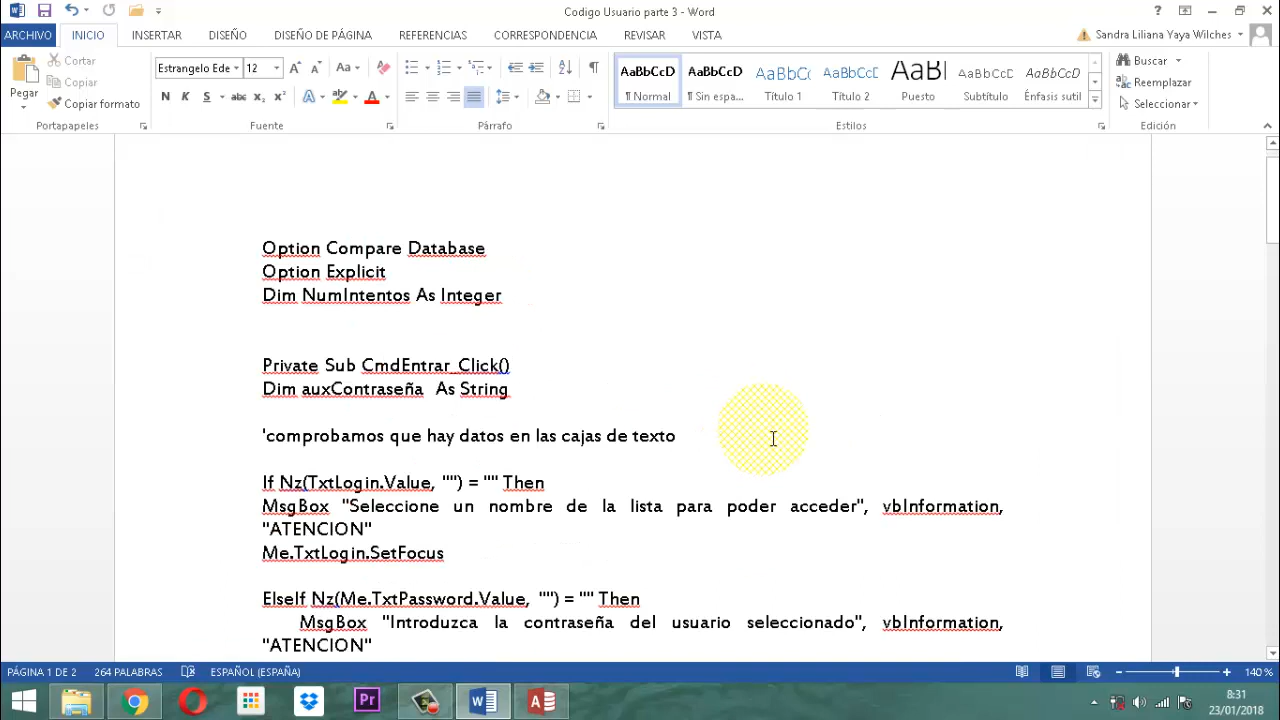 Codigo Usuario parte 3 - Word
ARCHIVO INICIO INSERTAR DISEÑO DISEÑO DE PÁGINA REFERENCIAS CORRESPONDENCIA REVISAR VISTA Sandra Liliana Yaya Wilches
Pegar
Cortar
Copiar
Copiar formato
Portapapeles
Estrangelo Ede 12
N K S abc x₂ x²
Fuente
Párrafo
AaBbCcD AaBbCcD AaBbCc AaBbCcD AaBl AaBbCcD AaBbCcD
¶ Normal ¶ Sin espa... Título 1 Título 2 Puesto Subtítulo Énfasis sutil
Estilos
Buscar
Reemplazar
Seleccionar
Edición
Option Compare Database
Option Explicit
Dim NumIntentos As Integer
Private Sub CmdEntrar_Click()
Dim auxContraseña As String
'comprobamos que hay datos en las cajas de texto
If Nz(TxtLogin.Value, "") = "" Then
MsgBox "Seleccione un nombre de la lista para poder acceder", vbInformation,
"ATENCION"
Me.TxtLogin.SetFocus
ElseIf Nz(Me.TxtPassword.Value, "") = "" Then
MsgBox "Introduzca la contraseña del usuario seleccionado", vbInformation,
"ATENCION"
PÁGINA 1 DE 2 264 PALABRAS ESPAÑOL (ESPAÑA) 140 %
Pr
8:31
23/01/2018